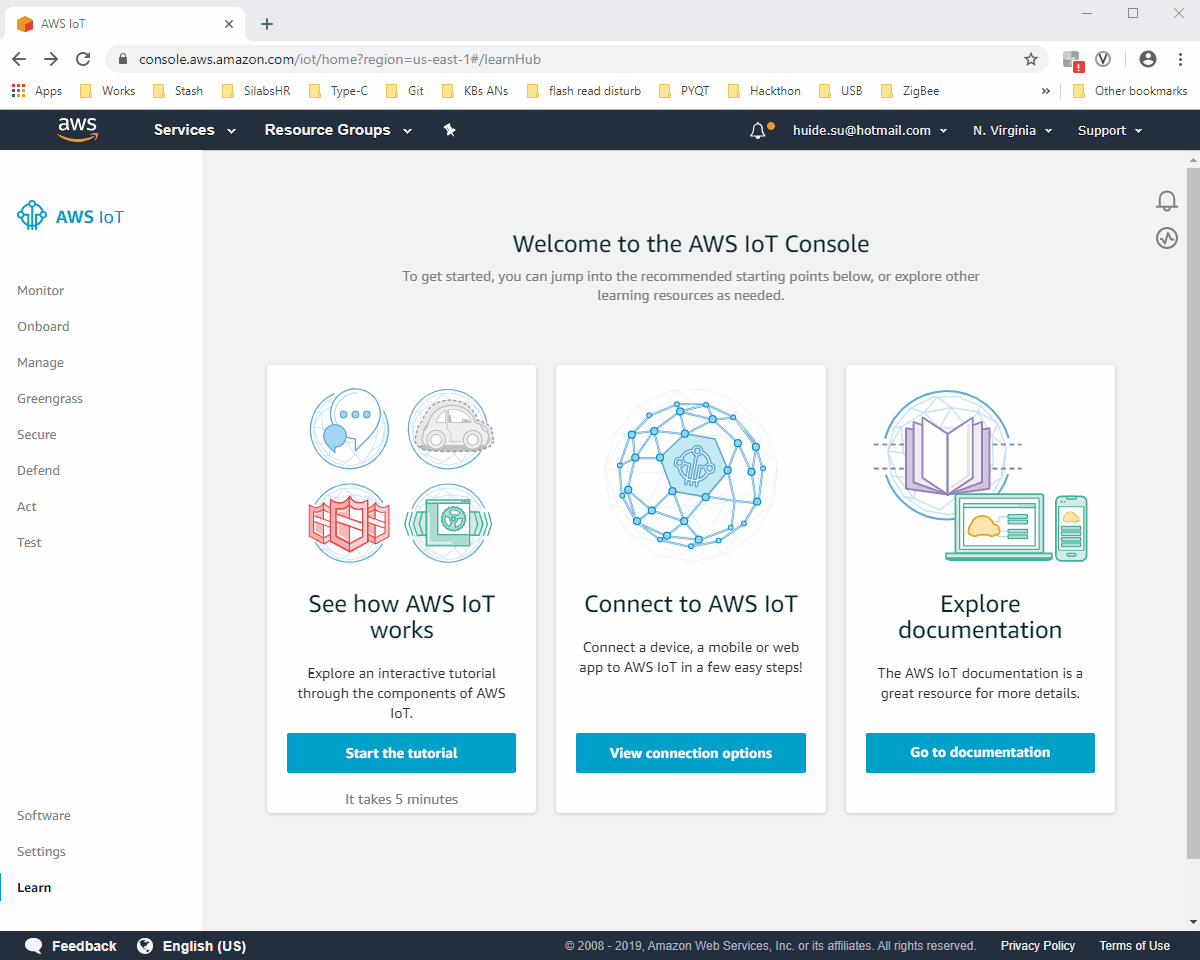 AWS IoT
console.aws.amazon.com/iot/home?region=us-east-1#/learnHub
Apps Works Stash SilabsHR Type-C Git KBs ANs flash read disturb PYQT Hackthon USB ZigBee » Other bookmarks
aws Services Resource Groups huide.su@hotmail.com N. Virginia Support
AWS IoT
Monitor
Onboard
Manage
Greengrass
Secure
Defend
Act
Test
Software
Settings
Learn
Welcome to the AWS IoT Console
To get started, you can jump into the recommended starting points below, or explore other
learning resources as needed.
See how AWS IoT
works
Explore an interactive tutorial
through the components of AWS
IoT.
Start the tutorial
It takes 5 minutes
Connect to AWS IoT
Connect a device, a mobile or web
app to AWS IoT in a few easy steps!
View connection options
Explore
documentation
The AWS IoT documentation is a
great resource for more details.
Go to documentation
Feedback English (US) © 2008 - 2019, Amazon Web Services, Inc. or its affiliates. All rights reserved. Privacy Policy Terms of Use